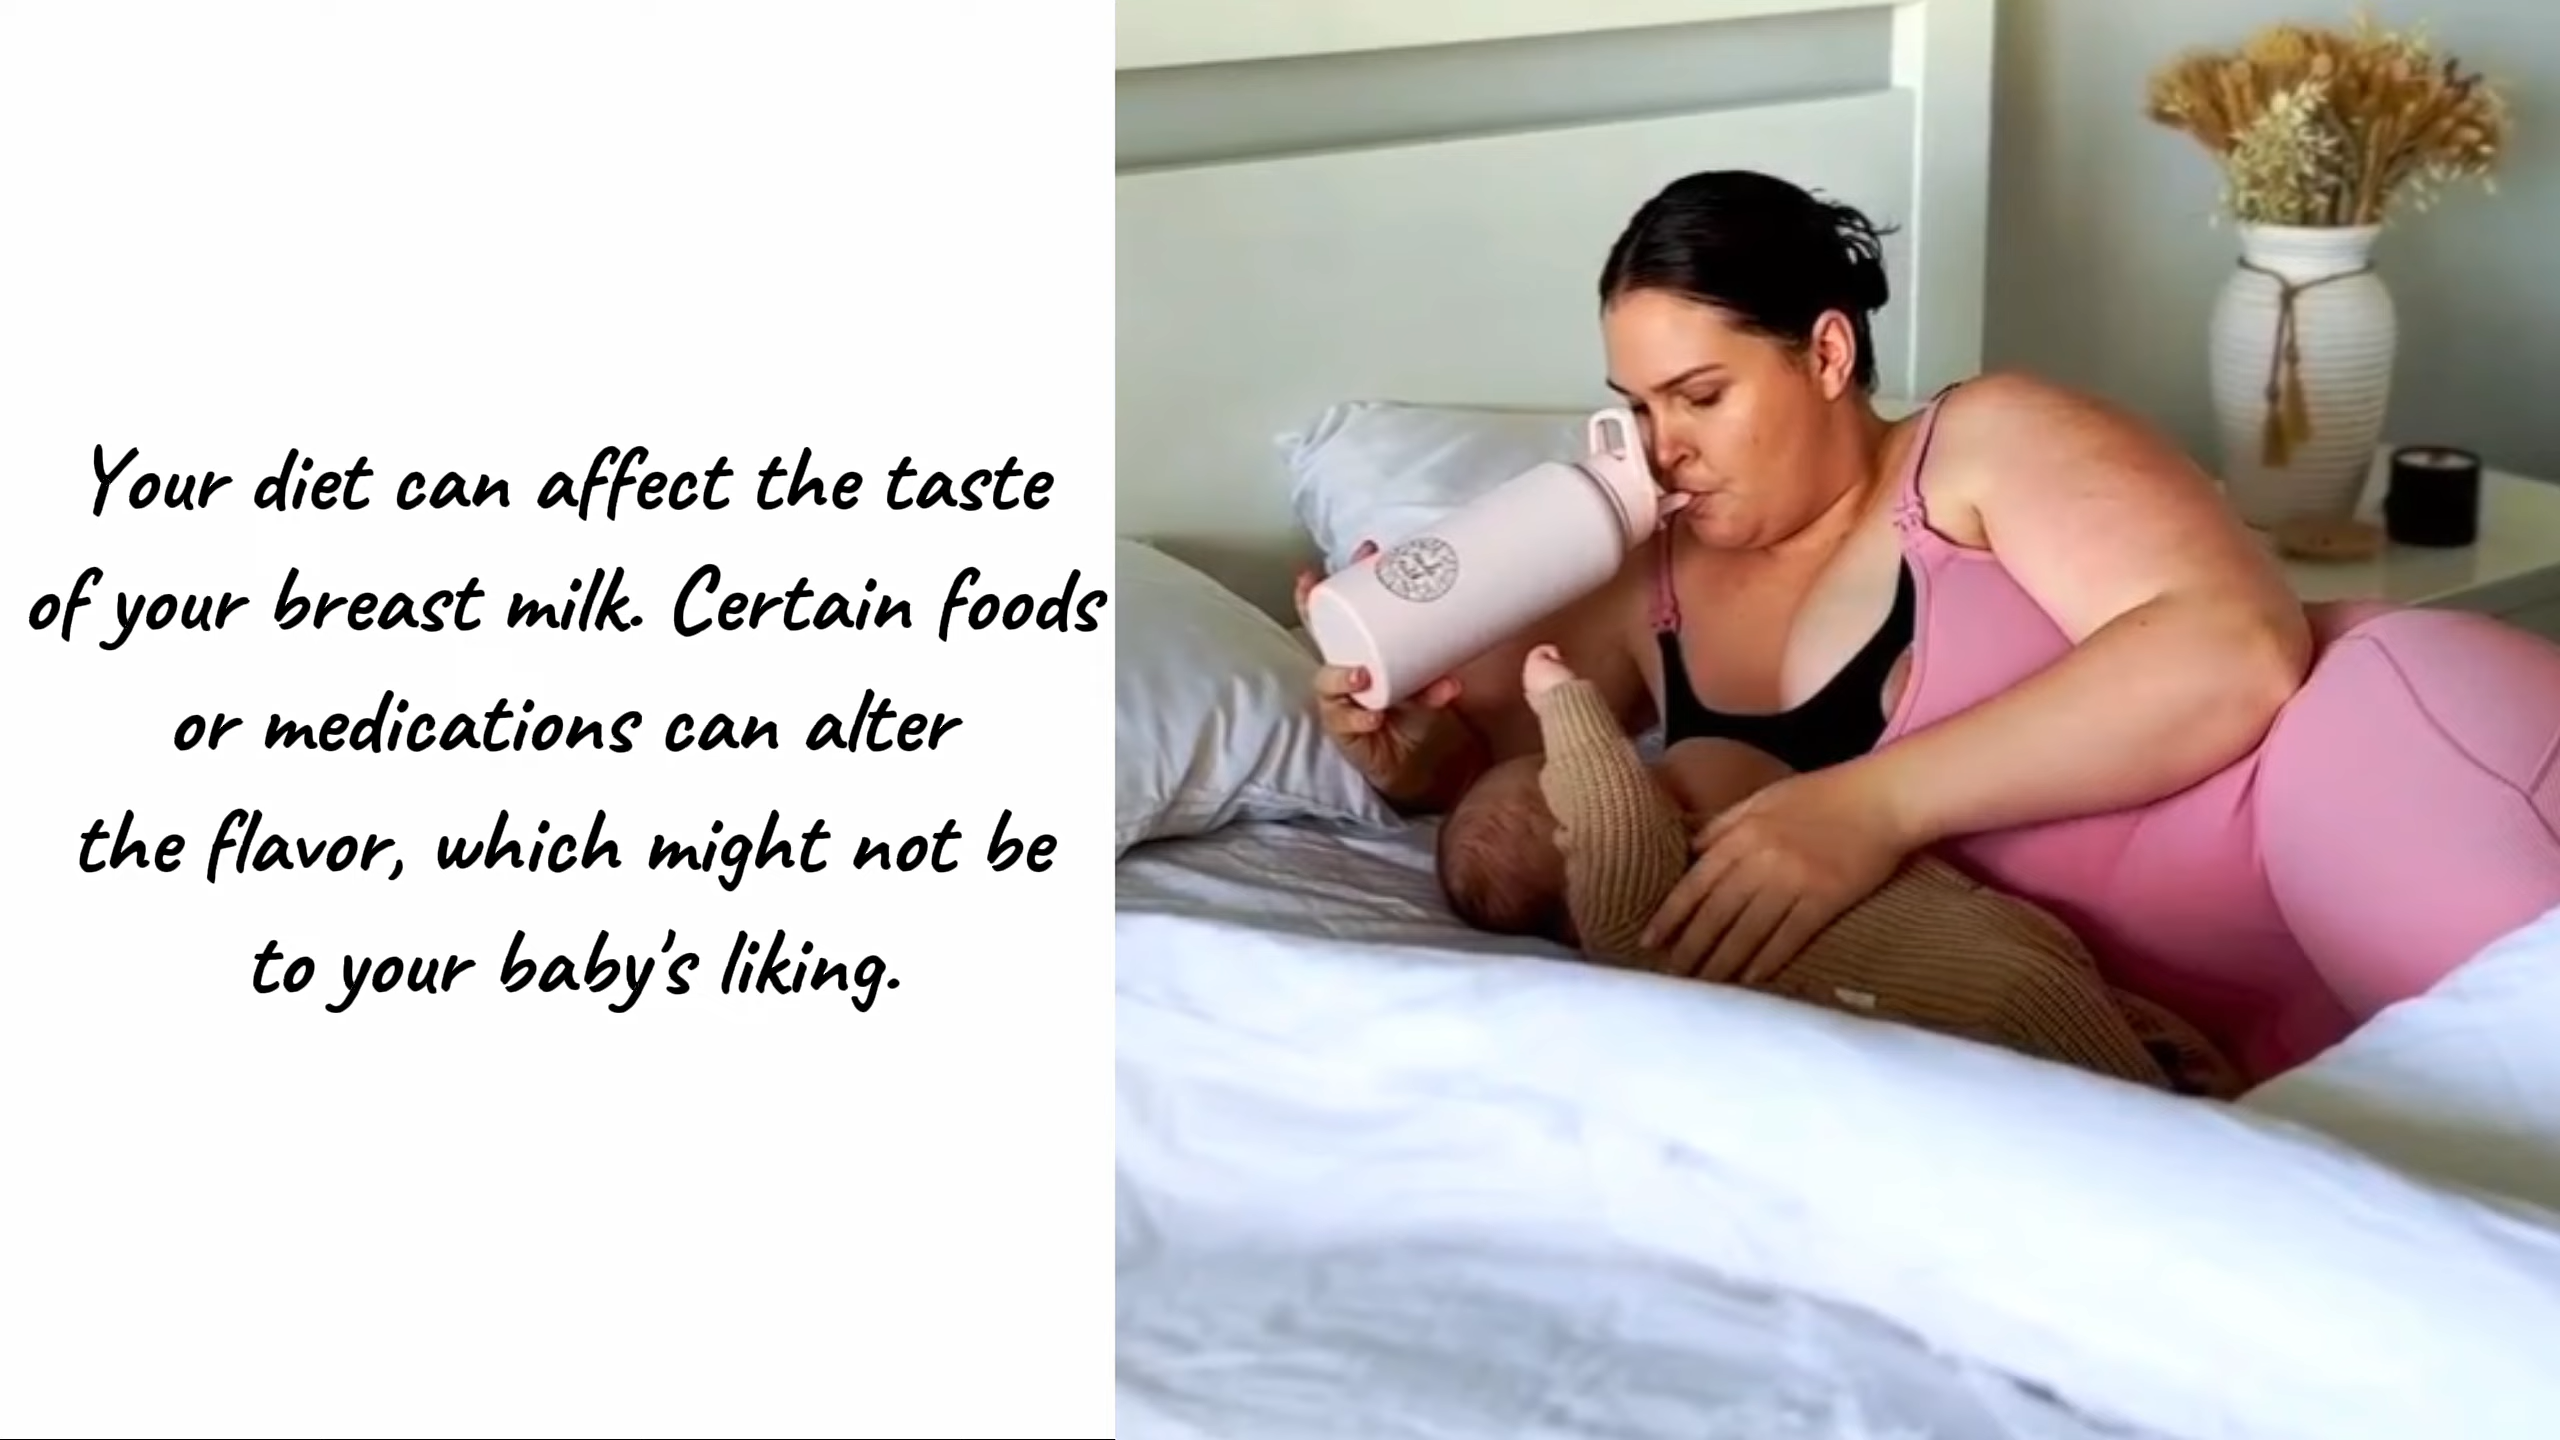 Your diet can affect the taste
of your breast milk. Certain foods
or medications can alter
the flavor, which might not be
to your baby's liking.